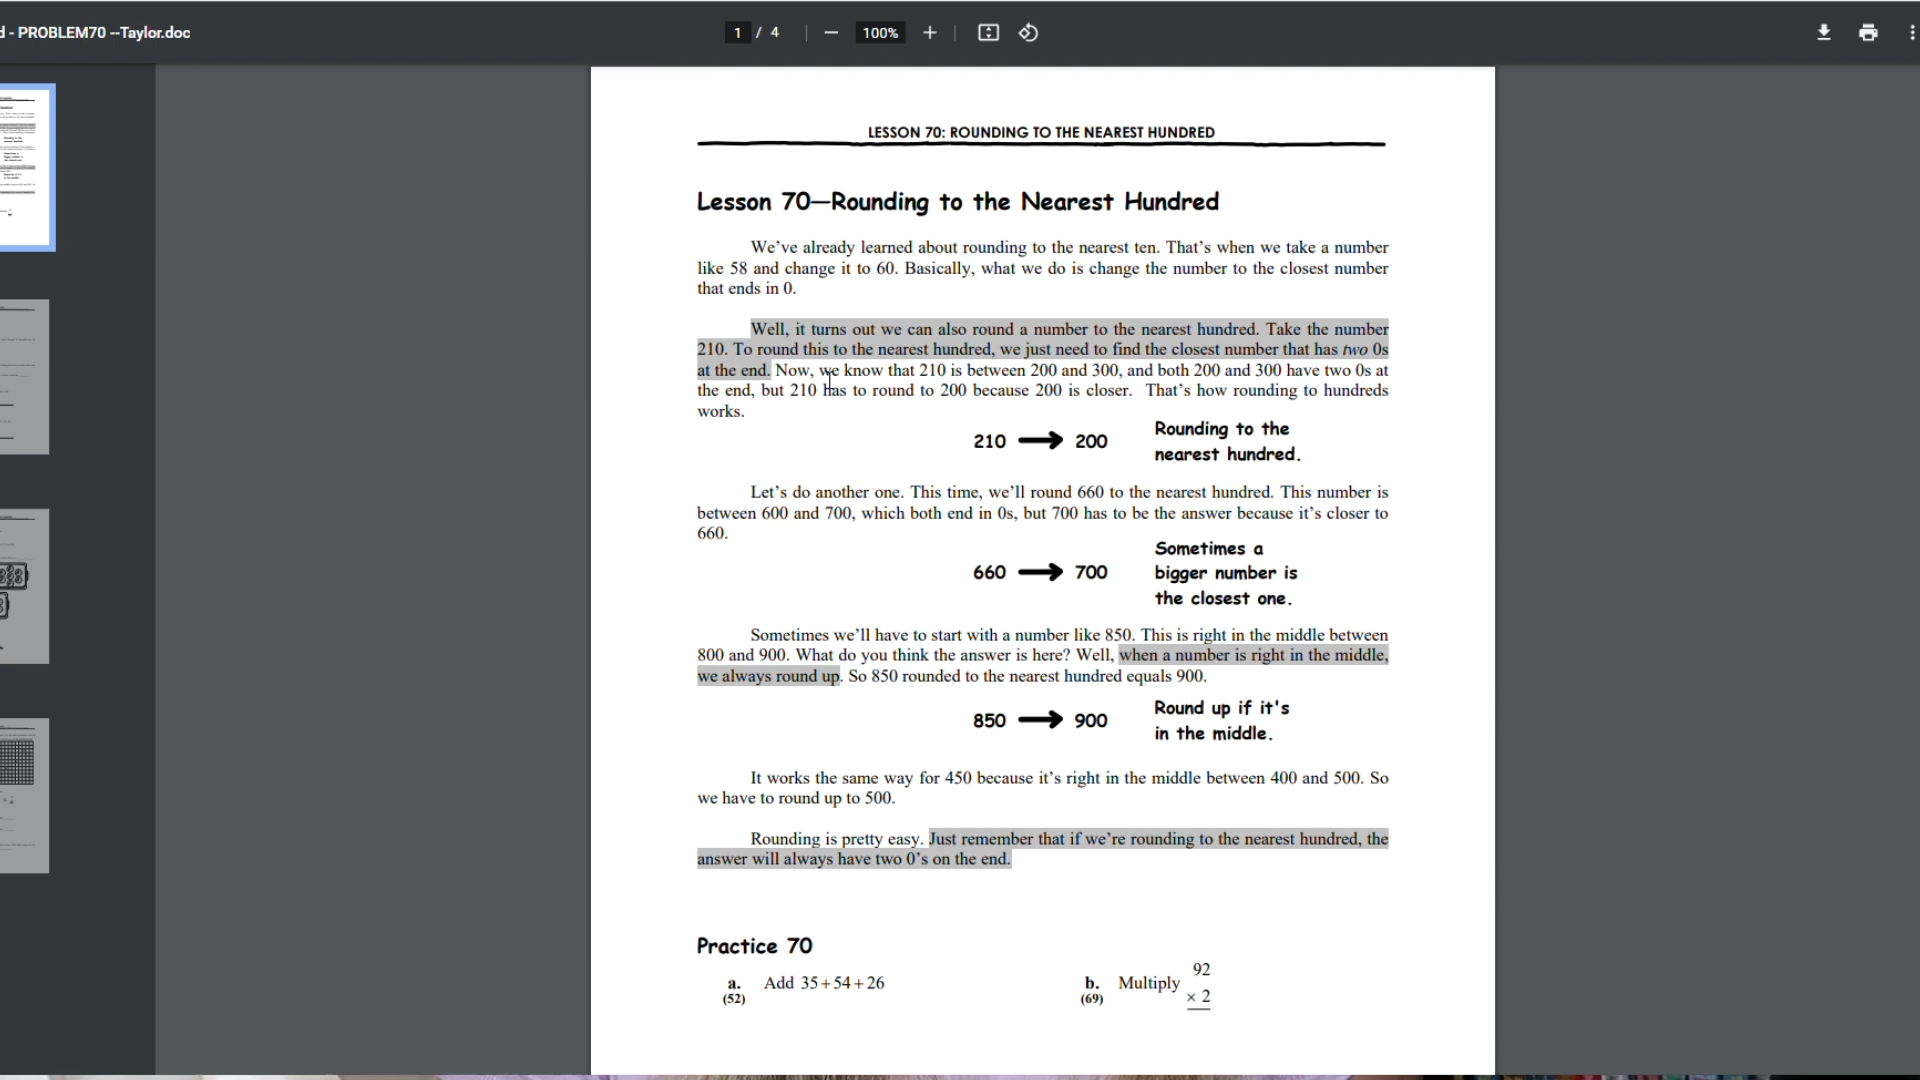 d - PROBLEM70 --Taylor.doc
1 / 4
100%
LESSON 70: ROUNDING TO THE NEAREST HUNDRED
Lesson 70—Rounding to the Nearest Hundred
We’ve already learned about rounding to the nearest ten. That’s when we take a number
like 58 and change it to 60. Basically, what we do is change the number to the closest number
that ends in 0.
Well, it turns out we can also round a number to the nearest hundred. Take the number
210. To round this to the nearest hundred, we just need to find the closest number that has two 0s
at the end. Now, we know that 210 is between 200 and 300, and both 200 and 300 have two 0s at
the end, but 210 has to round to 200 because 200 is closer. That’s how rounding to hundreds
works.
210 → 200
Rounding to the
nearest hundred.
Let’s do another one. This time, we’ll round 660 to the nearest hundred. This number is
between 600 and 700, which both end in 0s, but 700 has to be the answer because it’s closer to
660.
660 → 700
Sometimes a
bigger number is
the closest one.
Sometimes we’ll have to start with a number like 850. This is right in the middle between
800 and 900. What do you think the answer is here? Well, when a number is right in the middle,
we always round up. So 850 rounded to the nearest hundred equals 900.
850 → 900
Round up if it's
in the middle.
It works the same way for 450 because it’s right in the middle between 400 and 500. So
we have to round up to 500.
Rounding is pretty easy. Just remember that if we’re rounding to the nearest hundred, the
answer will always have two 0’s on the end.
Practice 70
a. Add 35 + 54 + 26
(52)
b. Multiply 92
(69) × 2